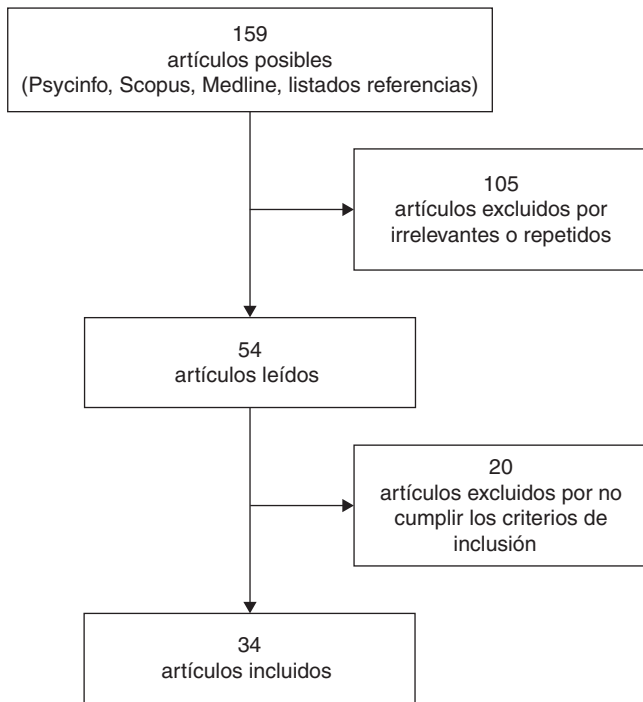 159
artículos posibles
(Psycinfo, Scopus, Medline, listados referencias)
105
artículos excluidos por
irrelevantes o repetidos
54
artículos leídos
20
artículos excluidos por no
cumplir los criterios de
inclusión
34
artículos incluidos